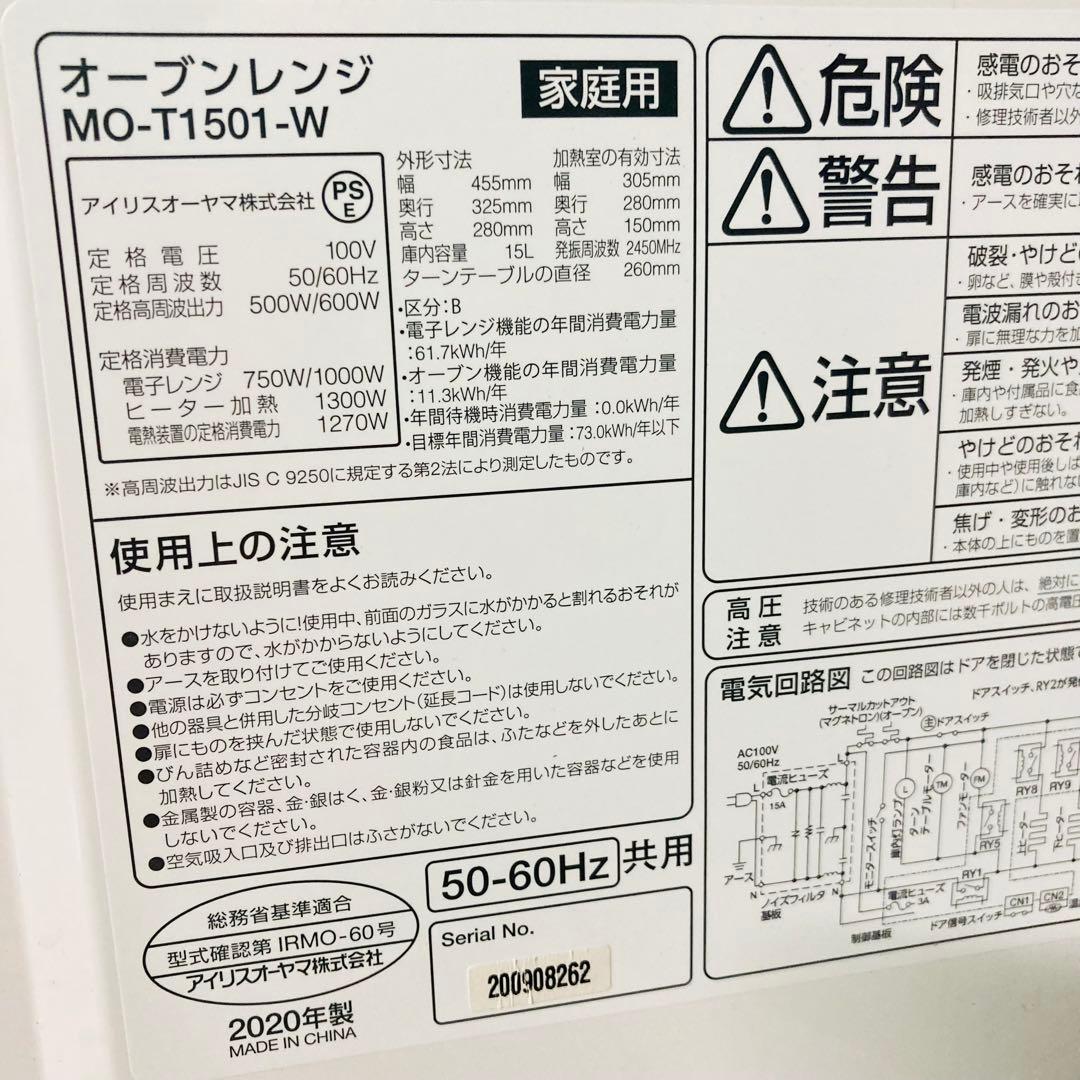 オーブンレンジ
MO-T1501-W
家庭用
アイリスオーヤマ株式会社
PS
E
定格電圧 100V
定格周波数 50/60Hz
定格高周波出力 500W/600W
定格消費電力
電子レンジ 750W/1000W
ヒーター加熱 1300W
電熱装置の定格消費電力 1270W
外形寸法
幅 455mm
奥行 325mm
高さ 280mm
庫内容量 15L
加熱室の有効寸法
幅 305mm
奥行 280mm
高さ 150mm
発振周波数 2450MHz
ターンテーブルの直径 260mm
・区分:B
・電子レンジ機能の年間消費電力量
:61.7kWh/年
・オーブン機能の年間消費電力量
:11.3kWh/年
・年間待機時消費電力量:0.0kWh/年
・目標年間消費電力量:73.0kWh/年以下
※高周波出力はJIS C 9250に規定する第2法により測定したものです。
使用上の注意
使用まえに取扱説明書をよくお読みください。
●水をかけないように!使用中、前面のガラスに水がかかると割れるおそれが
ありますので、水がかからないようにしてください。
●アースを取り付けてご使用ください。
●電源は必ずコンセントをご使用ください。
●他の器具と併用した分岐コンセント(延長コード)は使用しないでください。
●扉にものを挟んだ状態で使用しないでください。
●びん詰めなど密封された容器内の食品は、ふたなどを外したあとに
加熱してください。
●金属製の容器、金・銀はく、金・銀粉又は針金を用いた容器などを使用
しないでください。
●空気吸入口及び排出口はふさがないでください。
50-60Hz 共用
総務省基準適合
型式確認第 IRMO-60号
アイリスオーヤマ株式会社
2020年製
MADE IN CHINA
Serial No.
200908262
危険
感電のおそ
・吸排気口や穴な
・修理技術者以外
警告
感電のおそれ
・アースを確実に
注意
破裂・やけどの
・卵など、膜や殻付き
電波漏れのお
・扉に無理な力を加
発煙・発火や
・庫内や付属品に食
加熱しすぎない。
やけどのおそれ
・使用中や使用後しば
庫内など)に触れない
焦げ・変形のお
・本体の上にものを置
高圧
注意
技術のある修理技術者以外の人は、絶対に
キャビネットの内部には数千ボルトの高電圧
電気回路図 この回路図はドアを閉じた状態で
ドアスイッチ、RY2が発
サーマルカットアウト
(マグネトロン)(オーブン)
主 ドアスイッチ
AC100V
50/60Hz
L
電流ヒューズ
L
15A
アース
N
ノイズフィルタ
基板
N
モニタースイッチ
L
庫内灯ランプ
TM
ターン
テーブルモーター
FM
ファンモーター
RY5
RY8
RY9
ヒーター
ヒーター
RY1
電流ヒューズ
3A
CN1
CN2
ドア信号スイッチ
制御基板